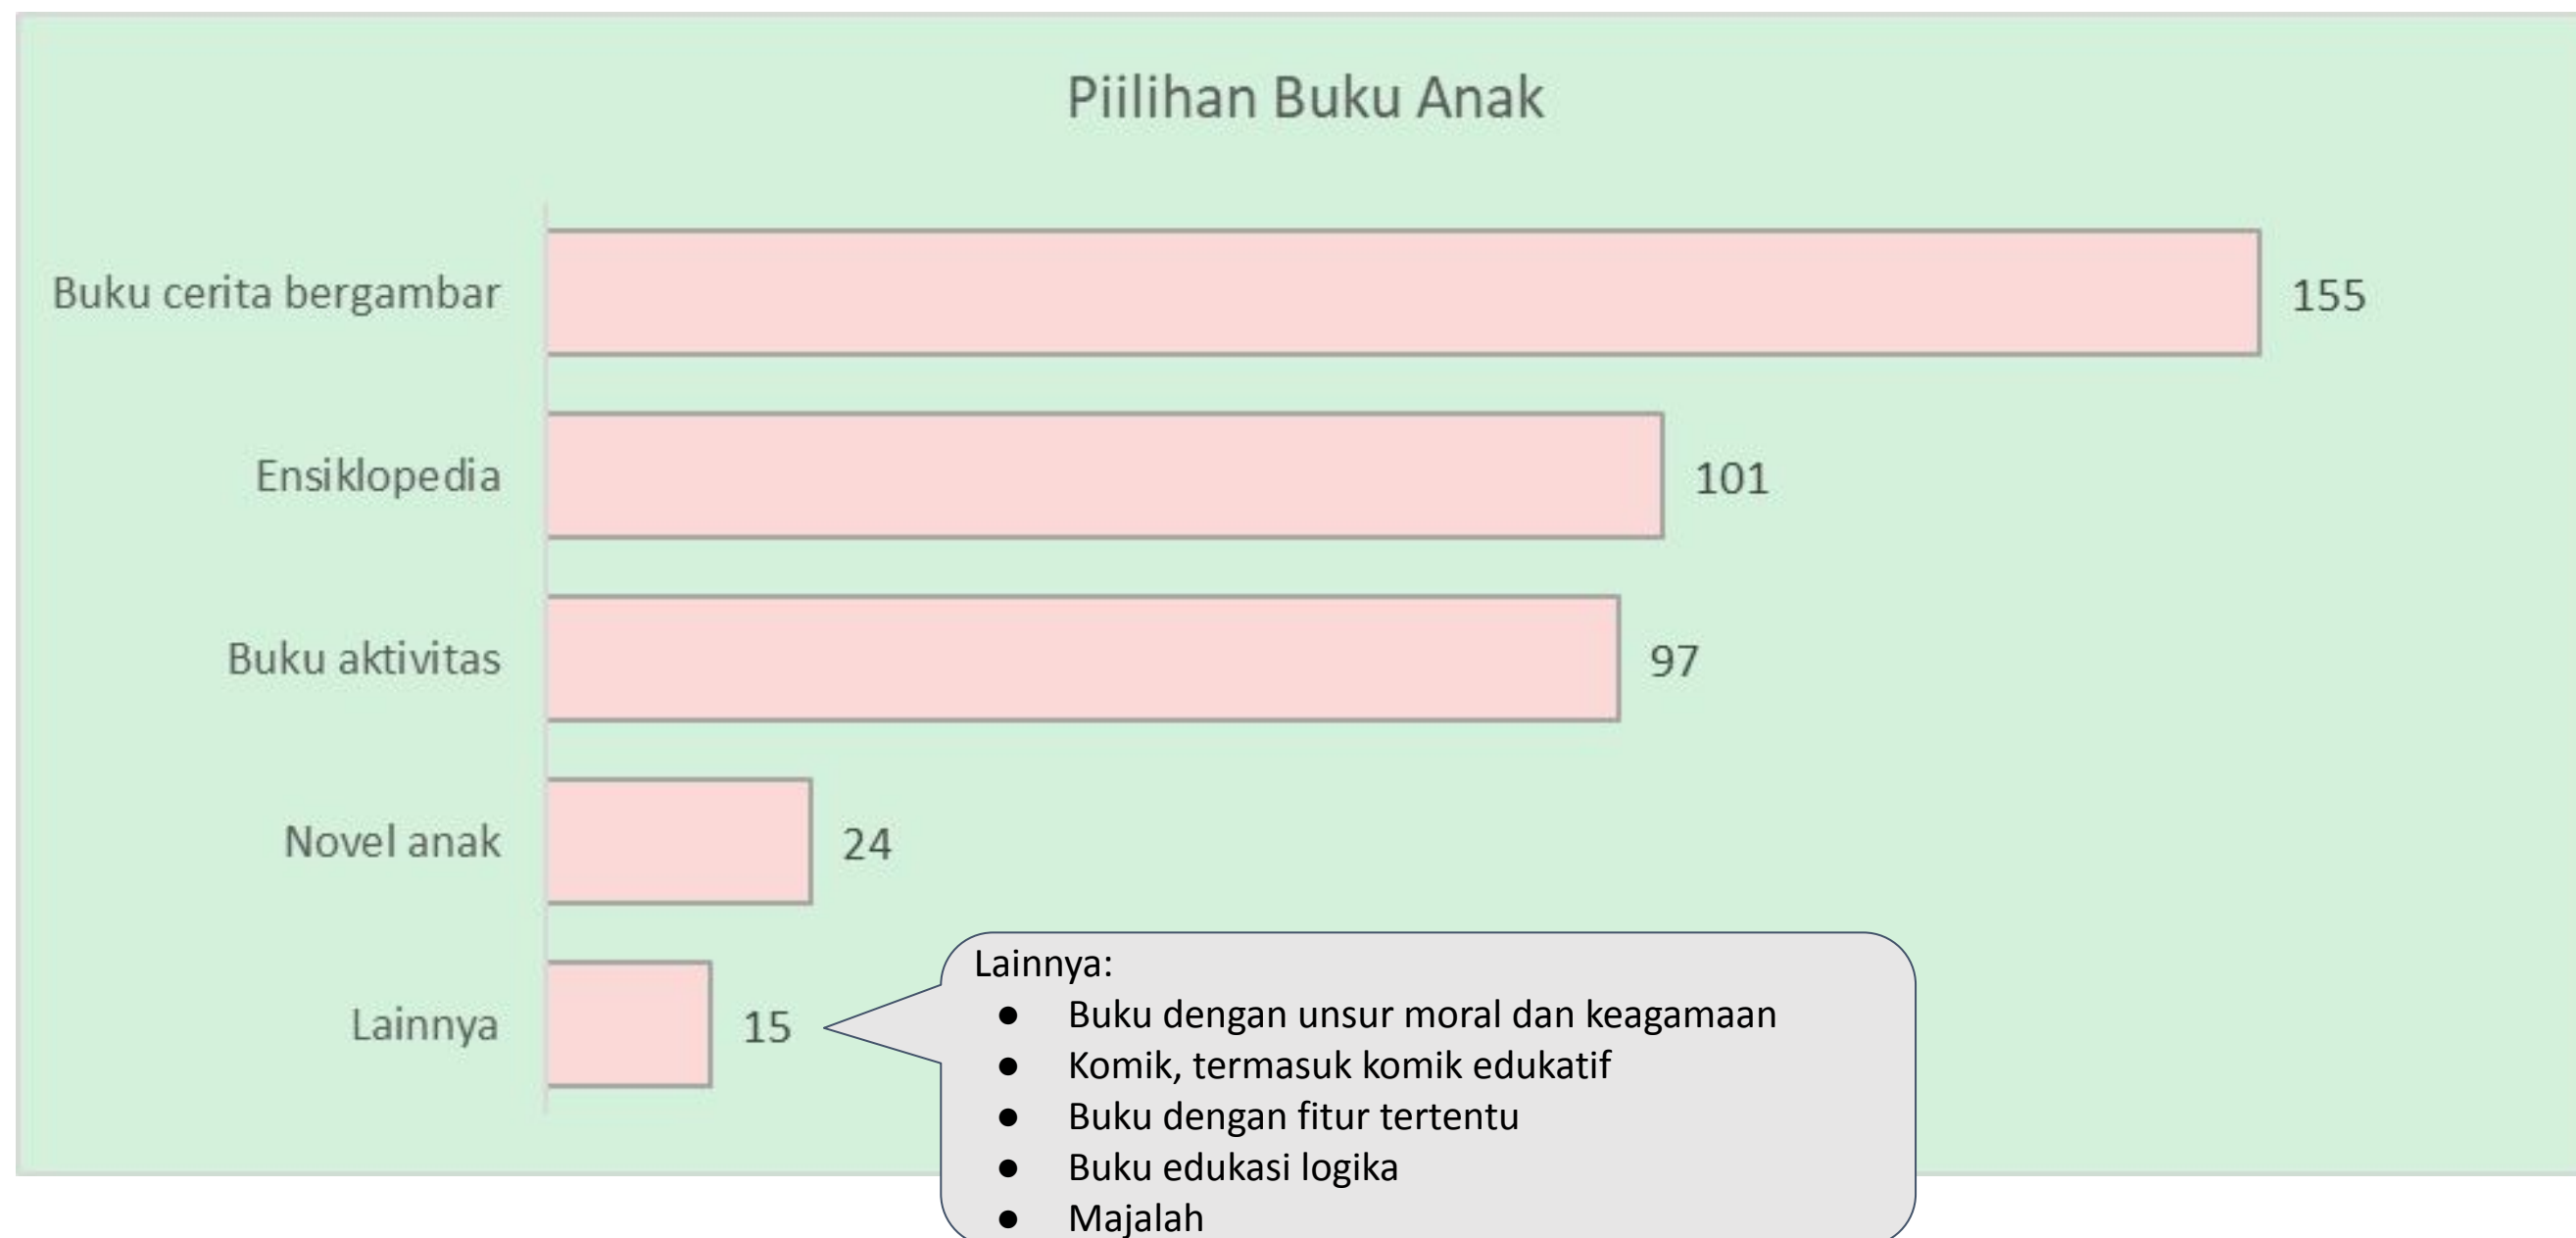 Piilihan Buku Anak
Buku cerita bergambar 155
Ensiklopedia 101
Buku aktivitas 97
Novel anak 24
Lainnya 15
Lainnya:
● Buku dengan unsur moral dan keagamaan
● Komik, termasuk komik edukatif
● Buku dengan fitur tertentu
● Buku edukasi logika
● Majalah